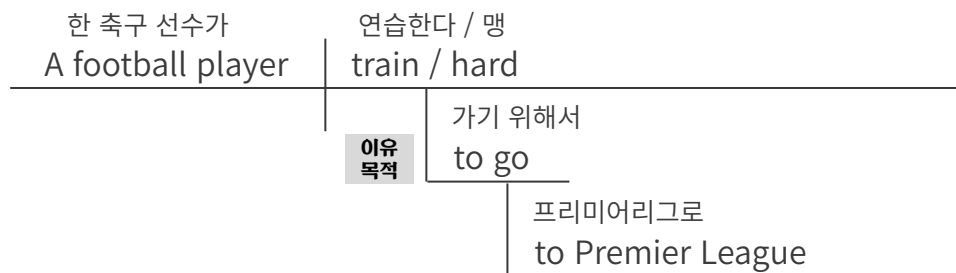 한 축구 선수가
연습한다 / 맹
A football player
train / hard
가기 위해서
이유
목적
to go
프리미어리그로
to Premier League